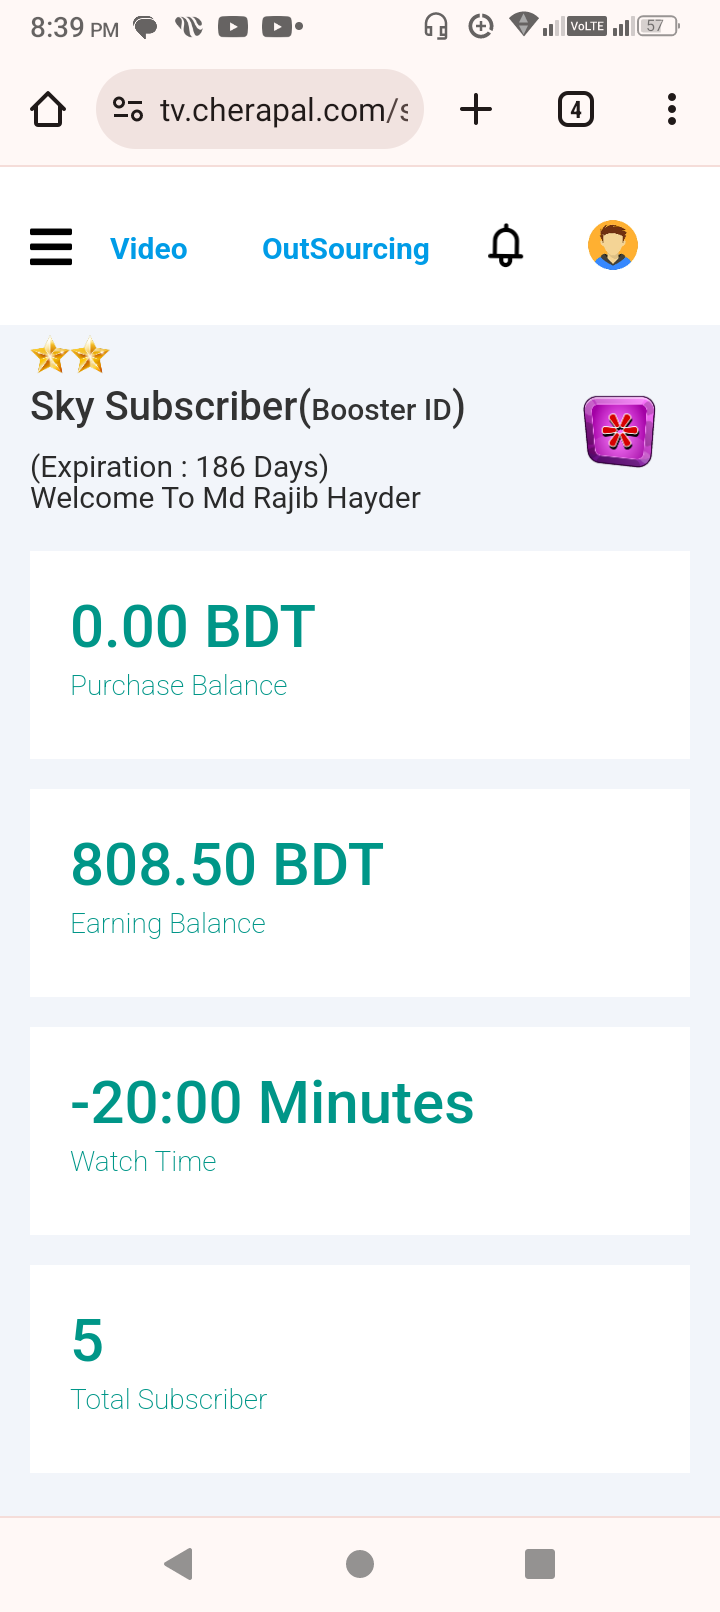 8:39 PM
VoLTE
57
tv.cherapal.com/s
4
Video
OutSourcing
Sky Subscriber(Booster ID)
(Expiration : 186 Days)
Welcome To Md Rajib Hayder
0.00 BDT
Purchase Balance
808.50 BDT
Earning Balance
-20:00 Minutes
Watch Time
5
Total Subscriber